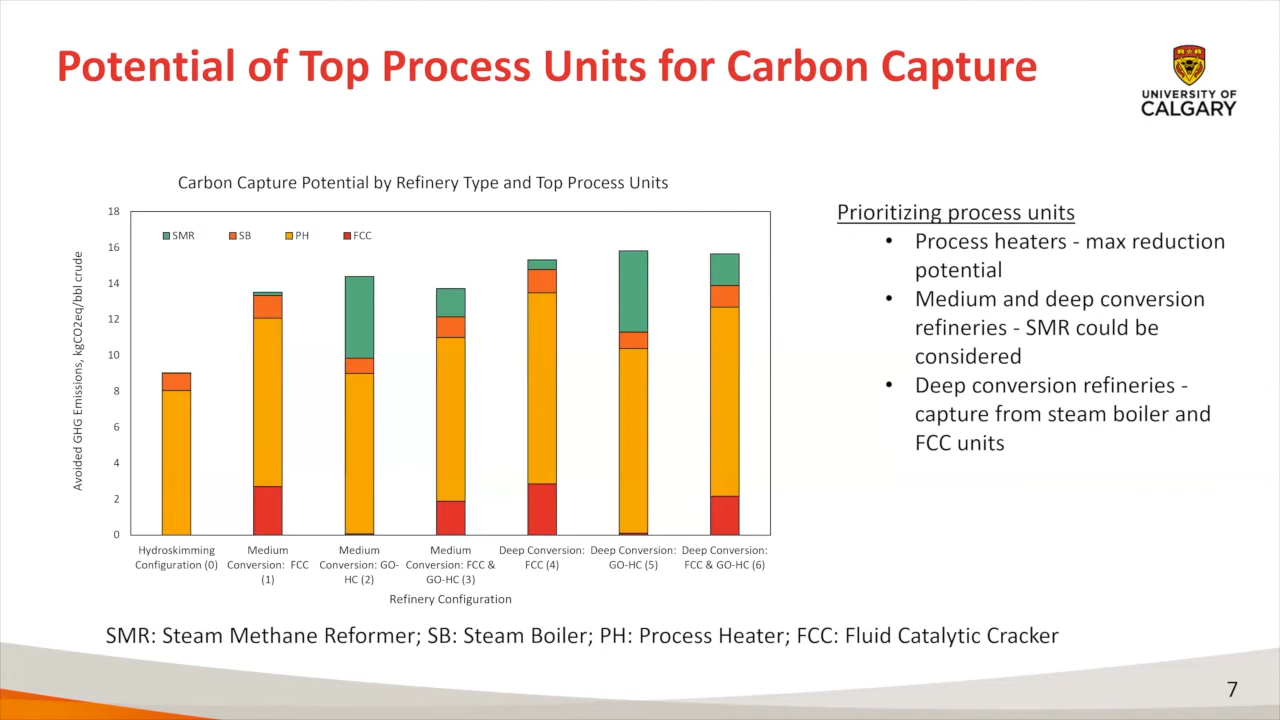 Potential of Top Process Units for Carbon Capture
UNIVERSITY OF
CALGARY
Carbon Capture Potential by Refinery Type and Top Process Units
Avoided GHG Emissions, kgCO2eq/bbl crude
18
16
14
12
10
8
6
4
2
0
SMR SB PH FCC
Hydroskimming
Configuration (0)
Medium
Conversion: FCC
(1)
Medium
Conversion: GO-
HC (2)
Medium
Conversion: FCC &
GO-HC (3)
Deep Conversion:
FCC (4)
Deep Conversion:
GO-HC (5)
Deep Conversion:
FCC & GO-HC (6)
Refinery Configuration
Prioritizing process units
• Process heaters - max reduction
potential
• Medium and deep conversion
refineries - SMR could be
considered
• Deep conversion refineries -
capture from steam boiler and
FCC units
SMR: Steam Methane Reformer; SB: Steam Boiler; PH: Process Heater; FCC: Fluid Catalytic Cracker
7